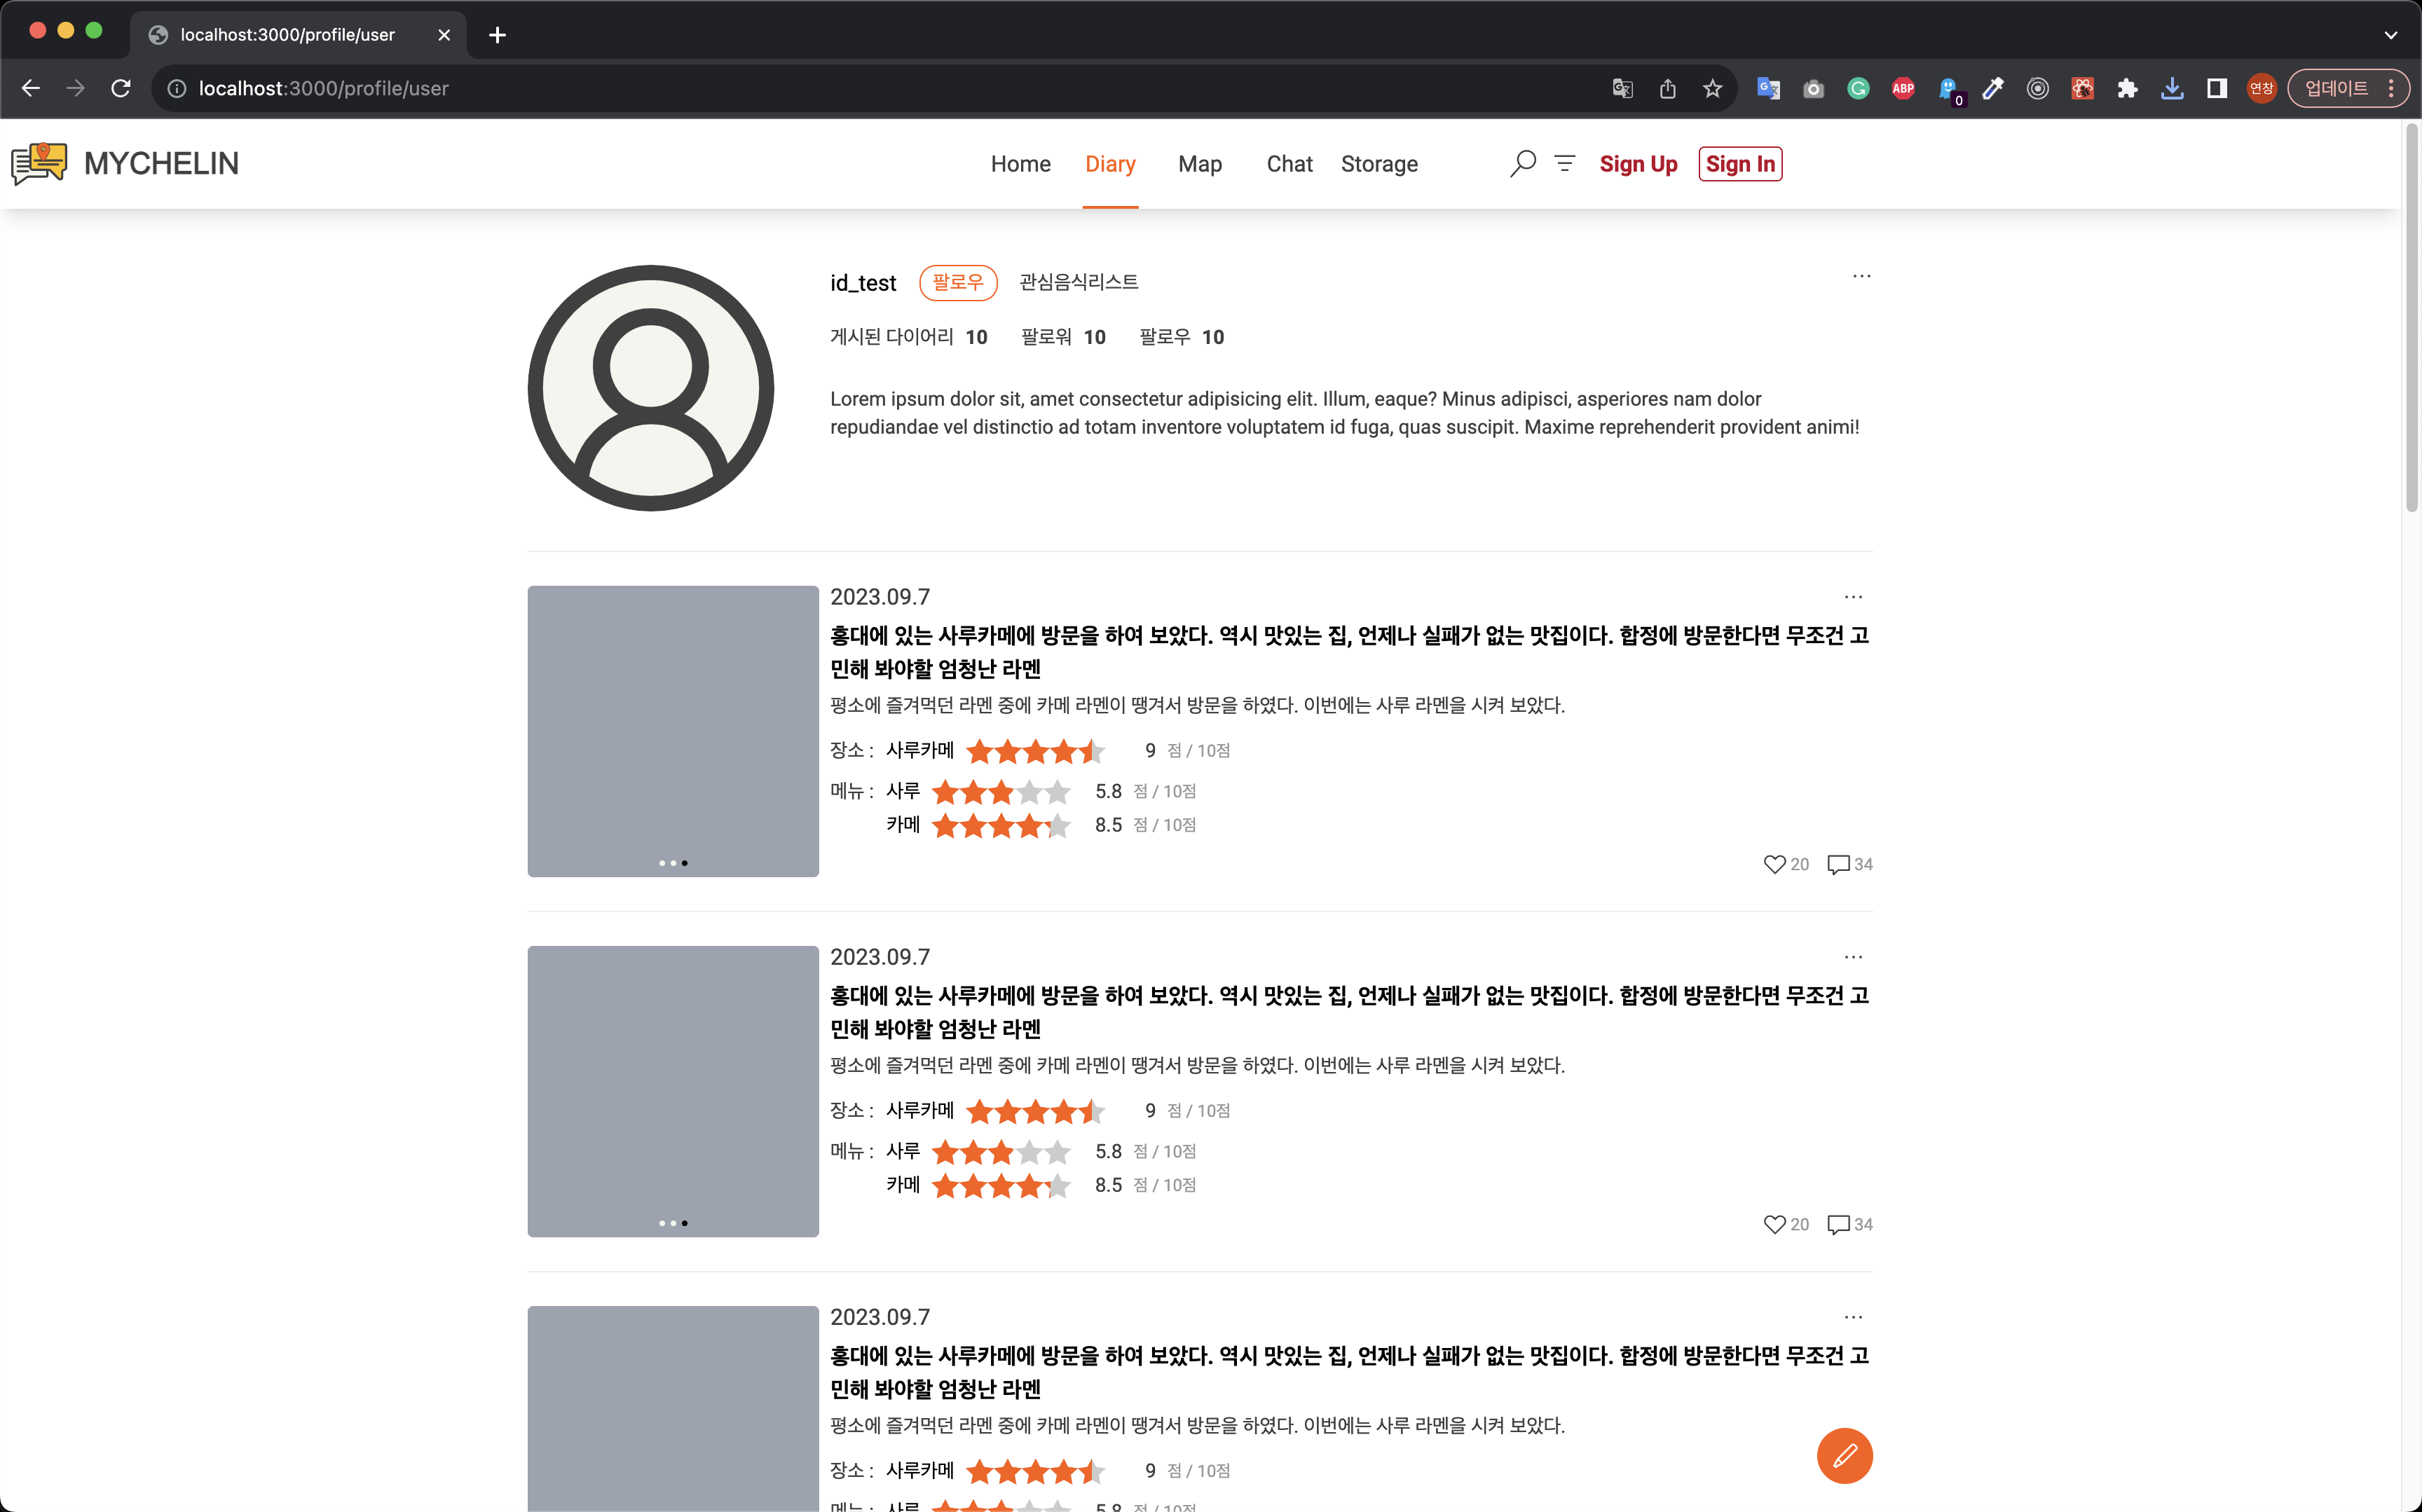 localhost:3000/profile/user
localhost:3000/profile/user
ABP
0
연창
업데이트
MYCHELIN
Home Diary Map Chat Storage Sign Up Sign In
id_test 팔로우 관심음식리스트
게시된 다이어리 10 팔로워 10 팔로우 10
Lorem ipsum dolor sit, amet consectetur adipisicing elit. Illum, eaque? Minus adipisci, asperiores nam dolor
repudiandae vel distinctio ad totam inventore voluptatem id fuga, quas suscipit. Maxime reprehenderit provident animi!
2023.09.7
홍대에 있는 사루카메에 방문을 하여 보았다. 역시 맛있는 집, 언제나 실패가 없는 맛집이다. 합정에 방문한다면 무조건 고
민해 봐야할 엄청난 라멘
평소에 즐겨먹던 라멘 중에 카메 라멘이 땡겨서 방문을 하였다. 이번에는 사루 라멘을 시켜 보았다.
장소 : 사루카메 9 점 / 10점
메뉴 : 사루 5.8 점 / 10점
카메 8.5 점 / 10점
20 34
2023.09.7
홍대에 있는 사루카메에 방문을 하여 보았다. 역시 맛있는 집, 언제나 실패가 없는 맛집이다. 합정에 방문한다면 무조건 고
민해 봐야할 엄청난 라멘
평소에 즐겨먹던 라멘 중에 카메 라멘이 땡겨서 방문을 하였다. 이번에는 사루 라멘을 시켜 보았다.
장소 : 사루카메 9 점 / 10점
메뉴 : 사루 5.8 점 / 10점
카메 8.5 점 / 10점
20 34
2023.09.7
홍대에 있는 사루카메에 방문을 하여 보았다. 역시 맛있는 집, 언제나 실패가 없는 맛집이다. 합정에 방문한다면 무조건 고
민해 봐야할 엄청난 라멘
평소에 즐겨먹던 라멘 중에 카메 라멘이 땡겨서 방문을 하였다. 이번에는 사루 라멘을 시켜 보았다.
장소 : 사루카메 9 점 / 10점
메뉴 : 사루 5.8 점 / 10점